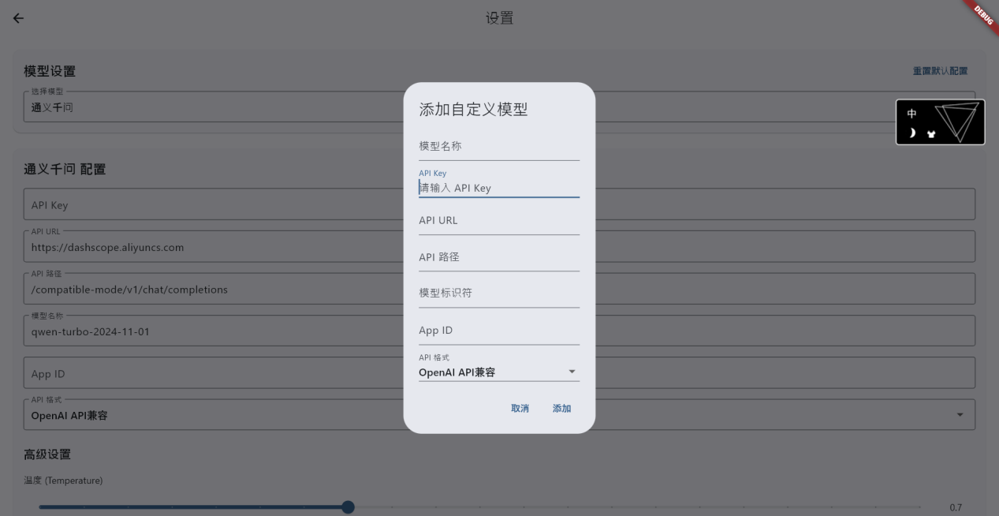 设置
DEBUG
模型设置
重置默认配置
选择模型
通义千问
中
通义千问 配置
API Key
API URL
https://dashscope.aliyuncs.com
API 路径
/compatible-mode/v1/chat/completions
模型名称
qwen-turbo-2024-11-01
App ID
API 格式
OpenAI API兼容
高级设置
温度 (Temperature)
0.7
添加自定义模型
模型名称
API Key
请输入 API Key
API URL
API 路径
模型标识符
App ID
API 格式
OpenAI API兼容
取消
添加